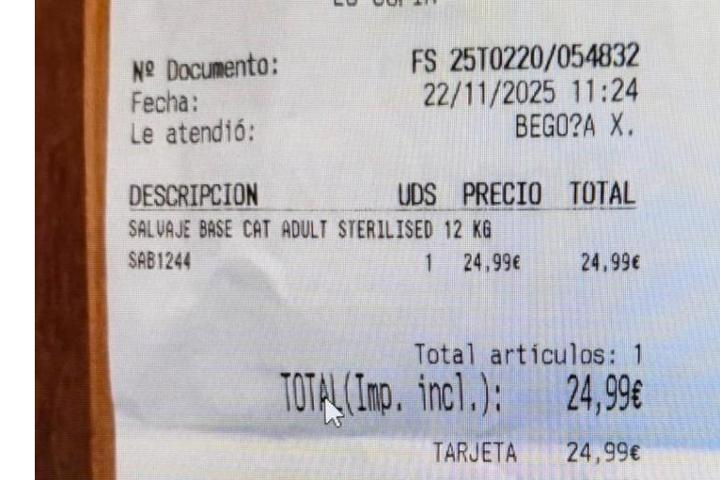 Nº Documento: FS 25T0220/054832
Fecha: 22/11/2025 11:24
Le atendió: BEGO?A X.
DESCRIPCION UDS PRECIO TOTAL
SALVAJE BASE CAT ADULT STERILISED 12 KG
SAB1244 1 24,99€ 24,99€
Total artículos: 1
TOTAL(Imp. incl.): 24,99€
TARJETA 24,99€